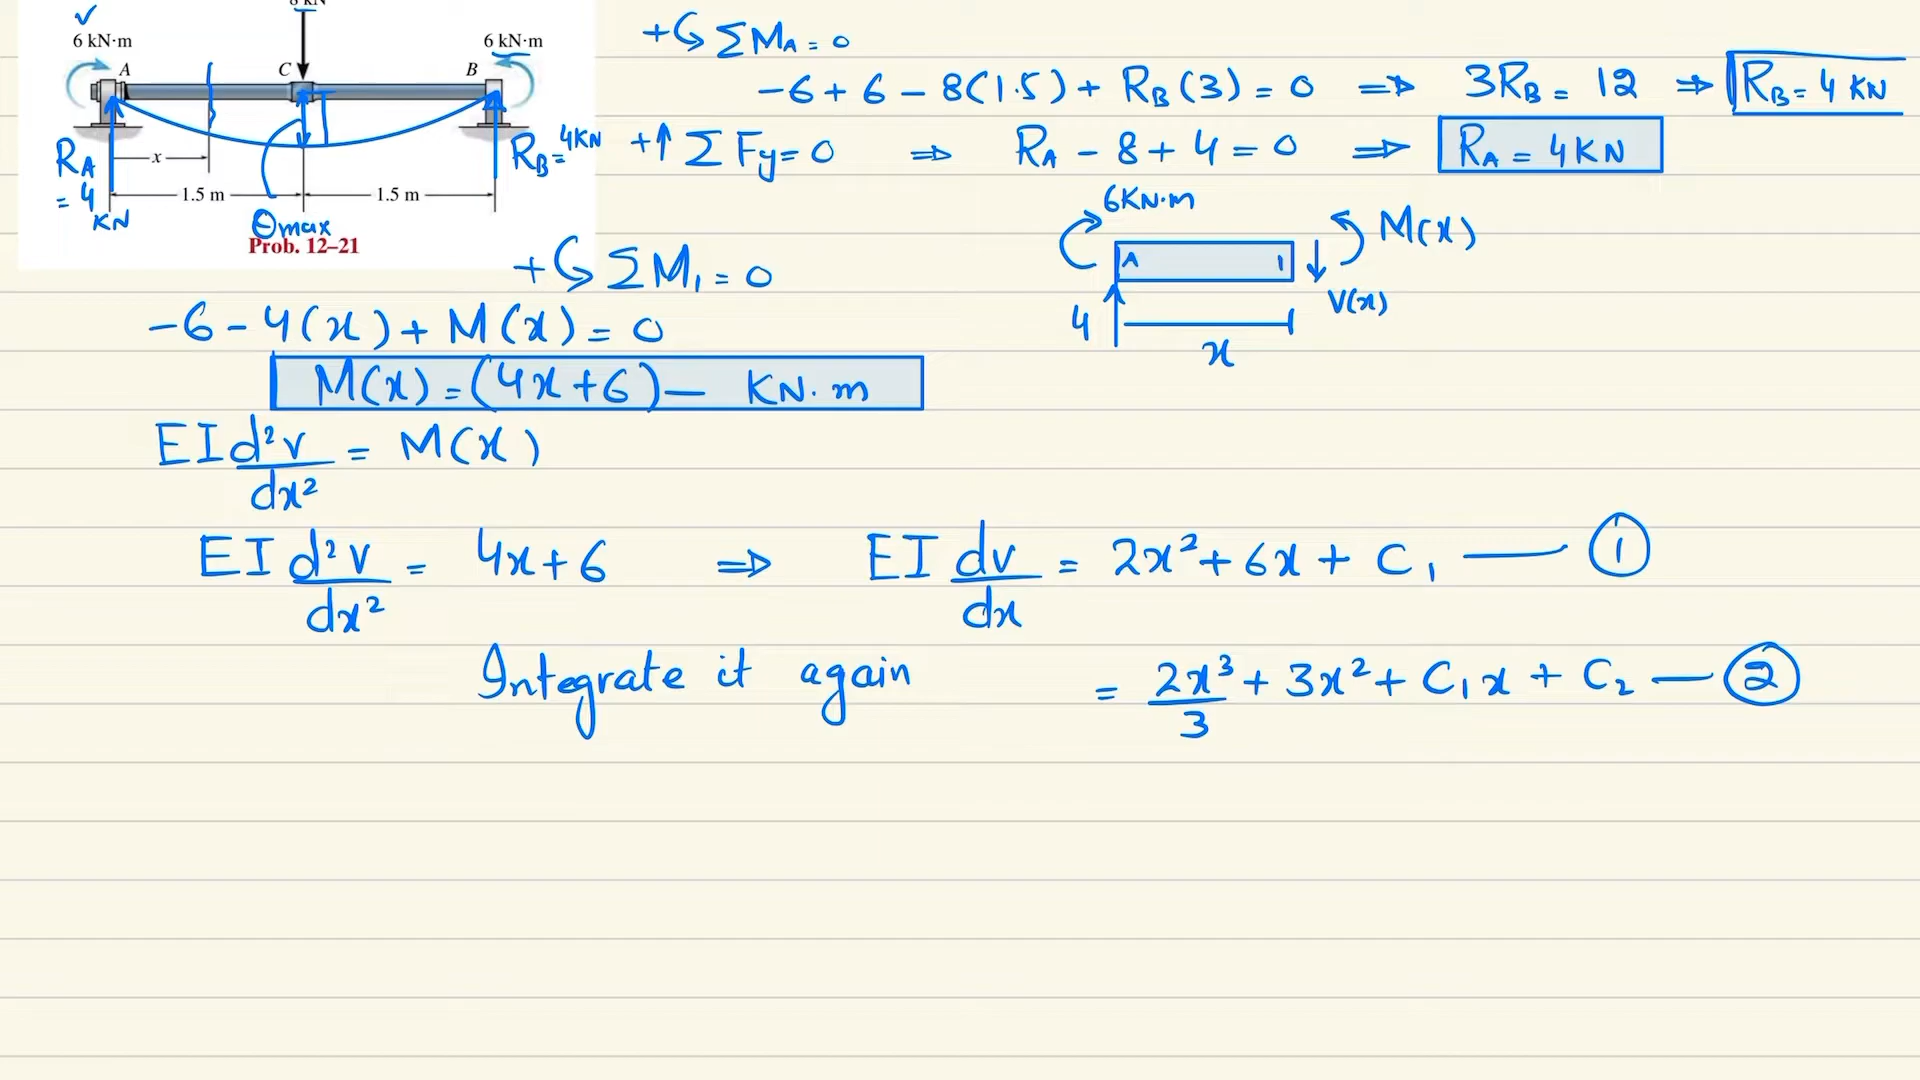 8 kN
6 kN·m
6 kN·m
A
C
B
x
1.5 m
1.5 m
RA = 4 KN
RB = 4KN
θmax
Prob. 12–21
+ ΣMA = 0
-6 + 6 - 8(1.5) + RB(3) = 0 ⇒ 3RB = 12 ⇒ RB = 4 KN
+↑ ΣFy = 0 ⇒ RA - 8 + 4 = 0 ⇒ RA = 4KN
6KN·m
M(x)
A
1
V(x)
4
x
+ ΣM1 = 0
-6 - 4(x) + M(x) = 0
M(x) = (4x+6) — KN·m
EI d²v/dx² = M(x)
EI d²v/dx² = 4x+6 ⇒ EI dv/dx = 2x² + 6x + C1 — ①
Integrate it again = 2x³/3 + 3x² + C1x + C2 — ②